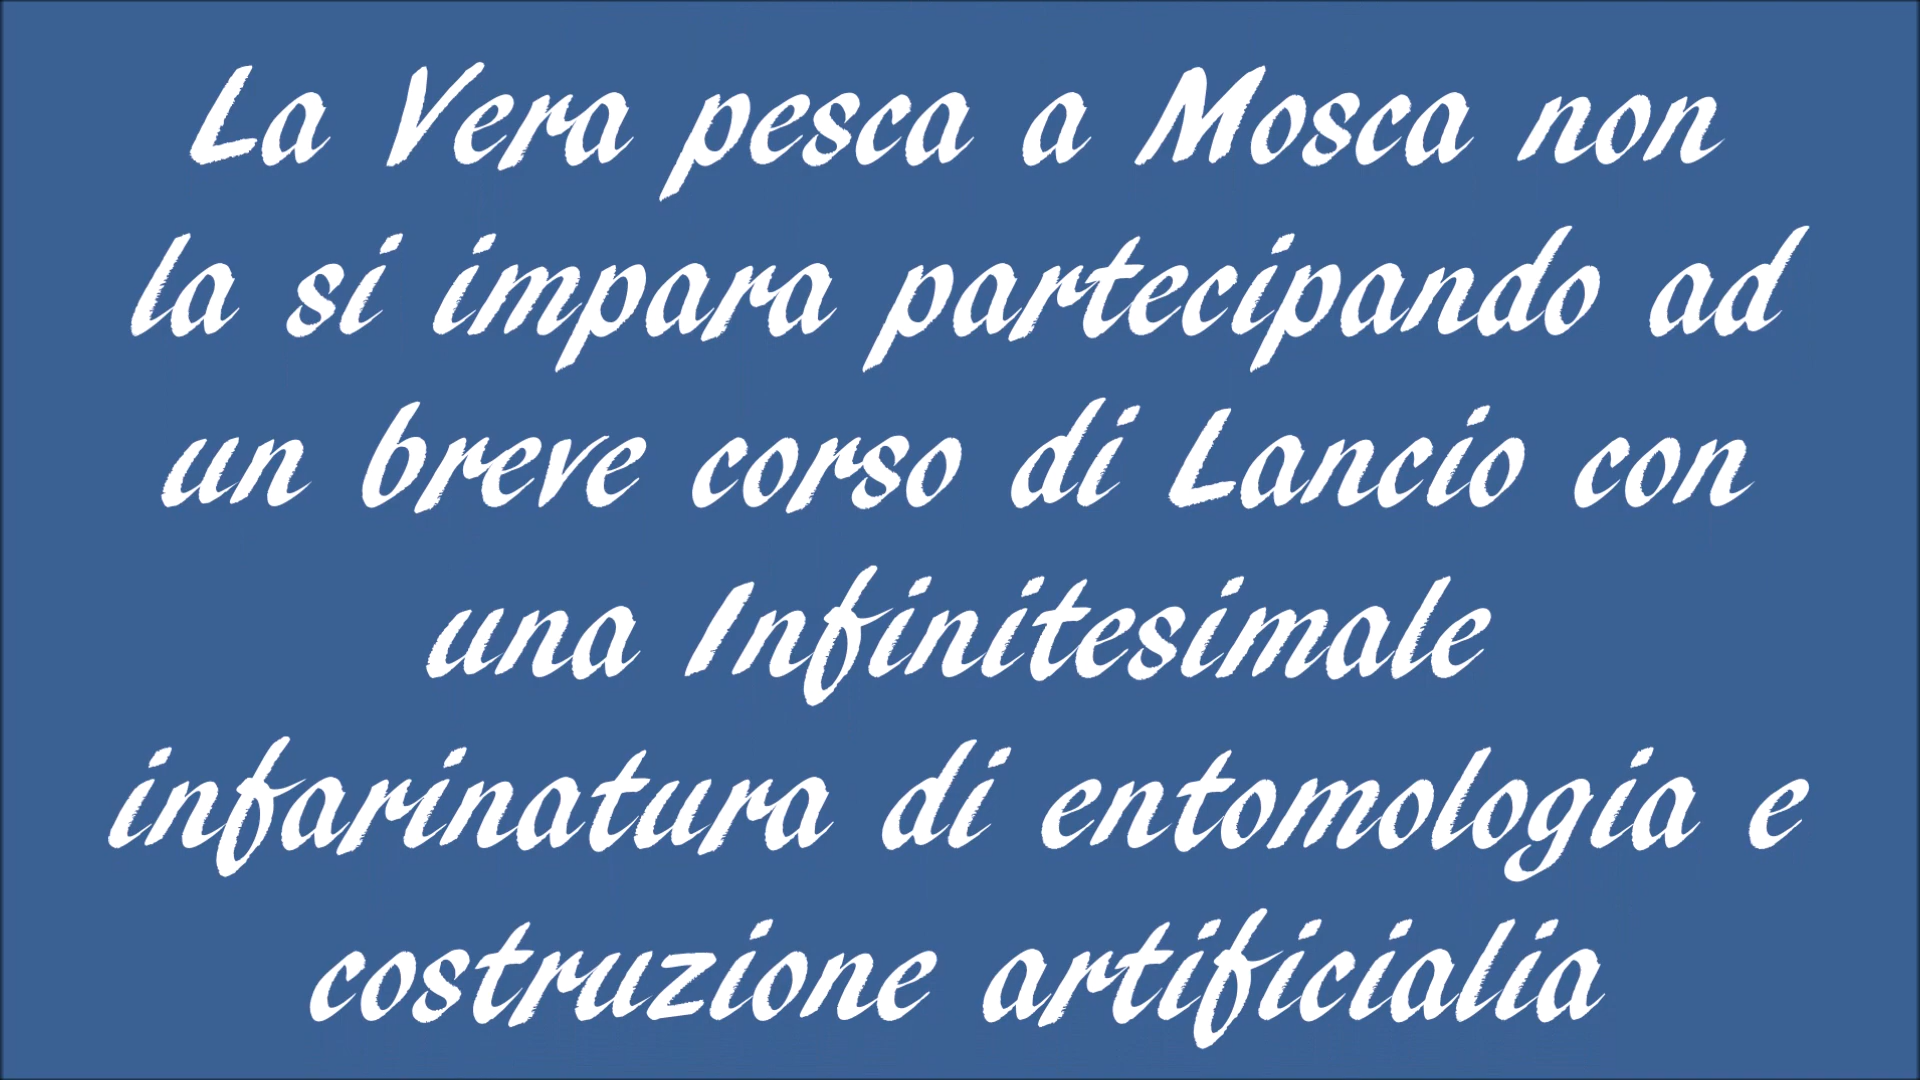 La Vera pesca a Mosca non
la si impara partecipando ad
un breve corso di Lancio con
una Infinitesimale
infarinatura di entomologia e
costruzione artificialia